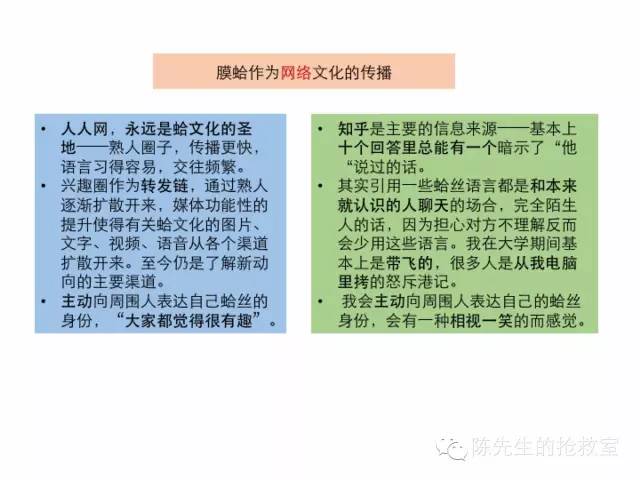 膜蛤作为网络文化的传播
• 人人网，永远是蛤文化的圣
地——熟人圈子，传播更快，
语言习得容易，交往频繁。
• 兴趣圈作为转发链，通过熟人
逐渐扩散开来，媒体功能性的
提升使得有关蛤文化的图片、
文字、视频、语音从各个渠道
扩散开来。至今仍是了解新动
向的主要渠道。
• 主动向周围人表达自己蛤丝的
身份，“大家都觉得很有趣”。
• 知乎是主要的信息来源——基本上
十个回答里总能有一个暗示了“他
“说过的话。
• 其实引用一些蛤丝语言都是和本来
就认识的人聊天的场合，完全陌生
人的话，因为担心对方不理解反而
会少用这些语言。我在大学期间基
本上是带飞的，很多人是从我电脑
里拷的怒斥港记。
• 我会主动向周围人表达自己的蛤丝
身份，会有一种相视一笑的而感觉。
陈先生的抢救室